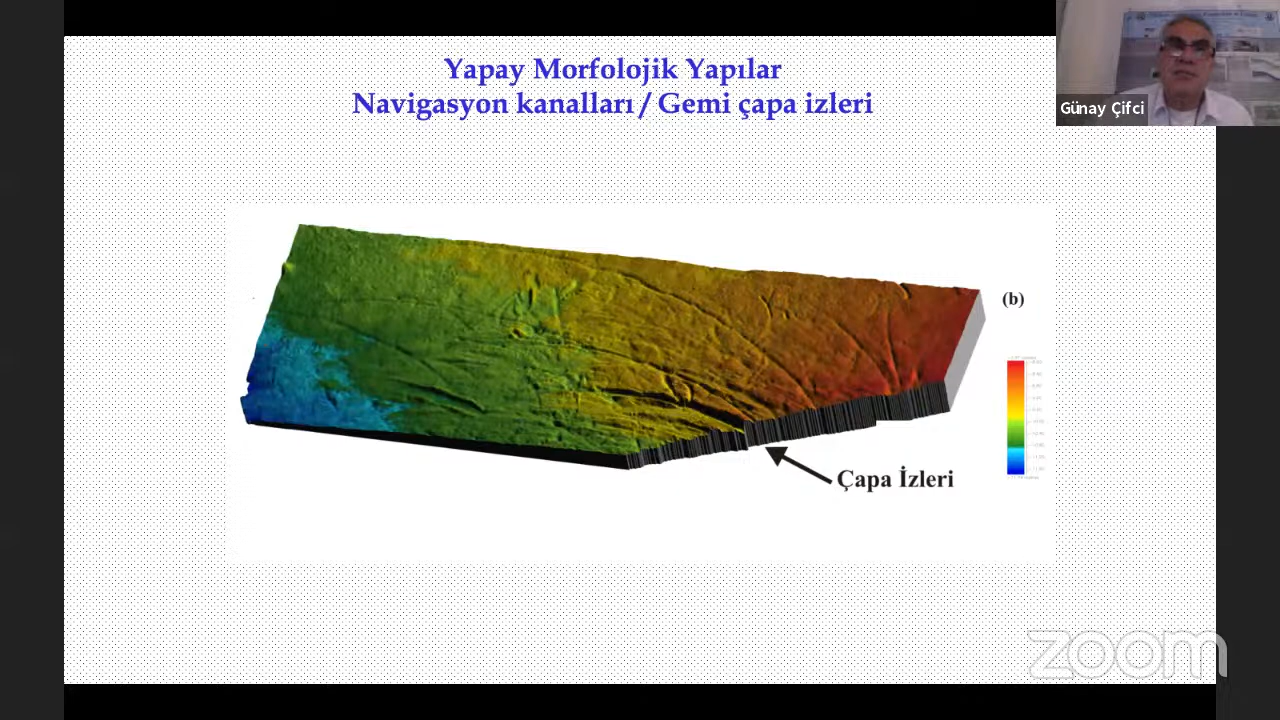 Yapay Morfolojik Yapılar
Navigasyon kanalları / Gemi çapa izleri
Günay Çifci
(b)
Çapa İzleri
zoom